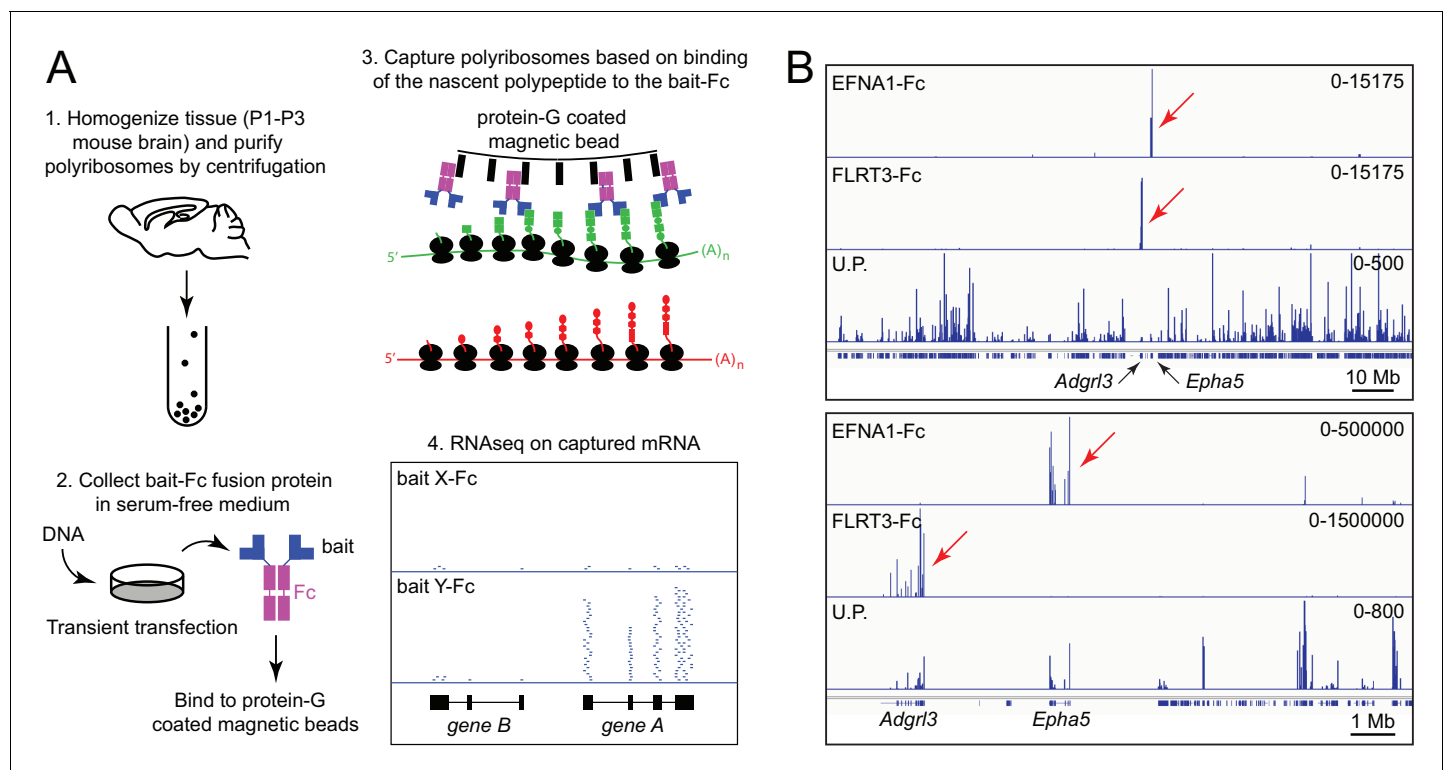 A
1. Homogenize tissue (P1-P3
mouse brain) and purify
polyribosomes by centrifugation
2. Collect bait-Fc fusion protein
in serum-free medium
DNA
bait
Fc
Transient transfection
Bind to protein-G
coated magnetic beads
3. Capture polyribosomes based on binding
of the nascent polypeptide to the bait-Fc
protein-G coated
magnetic bead
5′
(A)n
5′
(A)n
4. RNAseq on captured mRNA
bait X-Fc
bait Y-Fc
gene B
gene A
B
EFNA1-Fc
0-15175
FLRT3-Fc
0-15175
U.P.
0-500
Adgrl3
Epha5
10 Mb
EFNA1-Fc
0-500000
FLRT3-Fc
0-1500000
U.P.
0-800
Adgrl3
Epha5
1 Mb